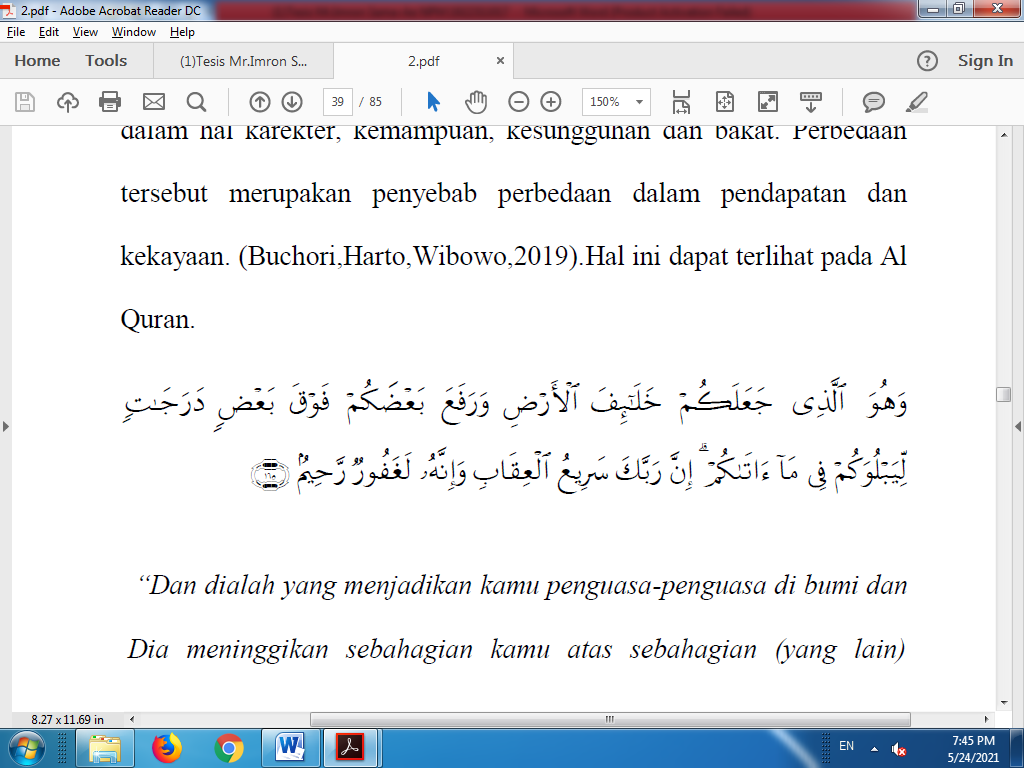 2.pdf - Adobe Acrobat Reader DC
File Edit View Window Help
Home Tools (1)Tesis Mr.Imron S... 2.pdf × Sign In
39 / 85 150%
dalam hal karekter, kemampuan, kesungguhan dan bakat. Perbedaan
tersebut merupakan penyebab perbedaan dalam pendapatan dan
kekayaan. (Buchori,Harto,Wibowo,2019).Hal ini dapat terlihat pada Al
Quran.
وَهُوَ ٱلَّذِى جَعَلَكُمْ خَلَـٰٓئِفَ ٱلْأَرْضِ وَرَفَعَ بَعْضَكُمْ فَوْقَ بَعْضٍ دَرَجَـٰتٍ
لِّيَبْلُوَكُمْ فِى مَآ ءَاتَىٰكُمْ ۗ إِنَّ رَبَّكَ سَرِيعُ ٱلْعِقَابِ وَإِنَّهُۥ لَغَفُورٌ رَّحِيمٌۢ ١٦٥
“Dan dialah yang menjadikan kamu penguasa-penguasa di bumi dan
Dia meninggikan sebahagian kamu atas sebahagian (yang lain)
8.27 x 11.69 in
EN 7:45 PM
5/24/2021